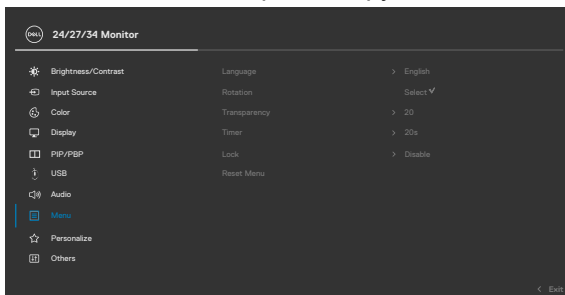 DELL 24/27/34 Monitor
Brightness/Contrast Language > English
Input Source Rotation Salect
Color Transparency > 20
Display Timer > 20s
PIP/PBP Lock > Disable
USB Reset Menu
Audio
Menu
Personalize
Others
< Exit